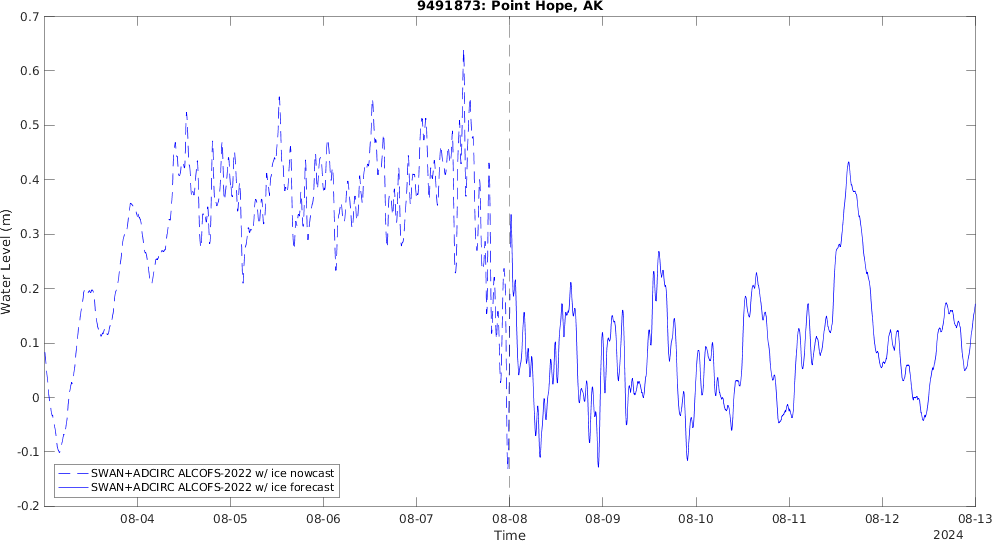 9491873: Point Hope, AK
0.7
0.6
0.5
0.4
0.3
0.2
0.1
0
-0.1
-0.2
Water Level (m)
SWAN+ADCIRC ALCOFS-2022 w/ ice nowcast
SWAN+ADCIRC ALCOFS-2022 w/ ice forecast
08-04 08-05 08-06 08-07 08-08 08-09 08-10 08-11 08-12 08-13
Time
2024